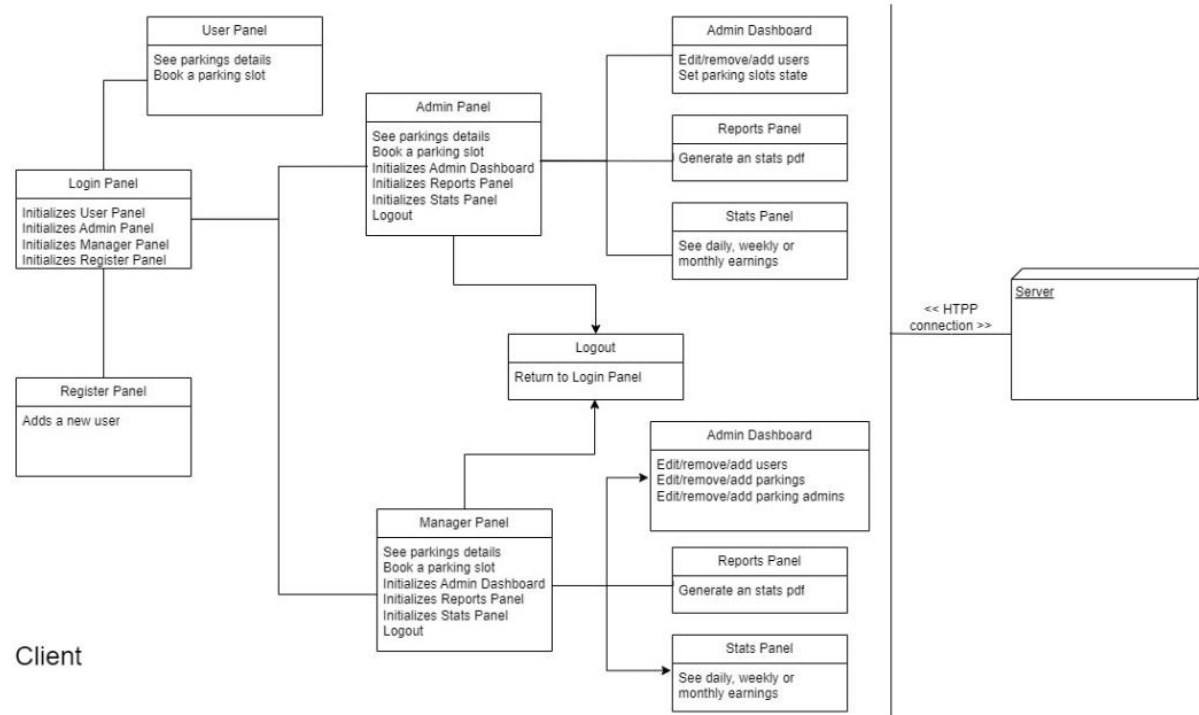 User Panel
See parkings details
Book a parking slot
Login Panel
Initializes User Panel
Initializes Admin Panel
Initializes Manager Panel
Initializes Register Panel
Register Panel
Adds a new user
Admin Panel
See parkings details
Book a parking slot
Initializes Admin Dashboard
Initializes Reports Panel
Initializes Stats Panel
Logout
Admin Dashboard
Edit/remove/add users
Set parking slots state
Reports Panel
Generate an stats pdf
Stats Panel
See daily, weekly or
monthly earnings
Logout
Return to Login Panel
Manager Panel
See parkings details
Book a parking slot
Initializes Admin Dashboard
Initializes Reports Panel
Initializes Stats Panel
Logout
Admin Dashboard
Edit/remove/add users
Edit/remove/add parkings
Edit/remove/add parking admins
Reports Panel
Generate an stats pdf
Stats Panel
See daily, weekly or
monthly earnings
Client
<< HTPP
connection >>
Server